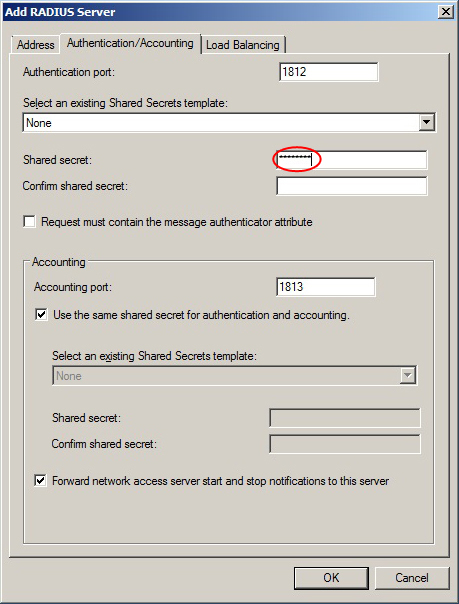 Add RADIUS Server
Address Authentication/Accounting Load Balancing
Authentication port: 1812
Select an existing Shared Secrets template:
None
Shared secret: ********
Confirm shared secret:
Request must contain the message authenticator attribute
Accounting
Accounting port: 1813
Use the same shared secret for authentication and accounting.
Select an existing Shared Secrets template:
None
Shared secret:
Confirm shared secret:
Forward network access server start and stop notifications to this server
OK Cancel